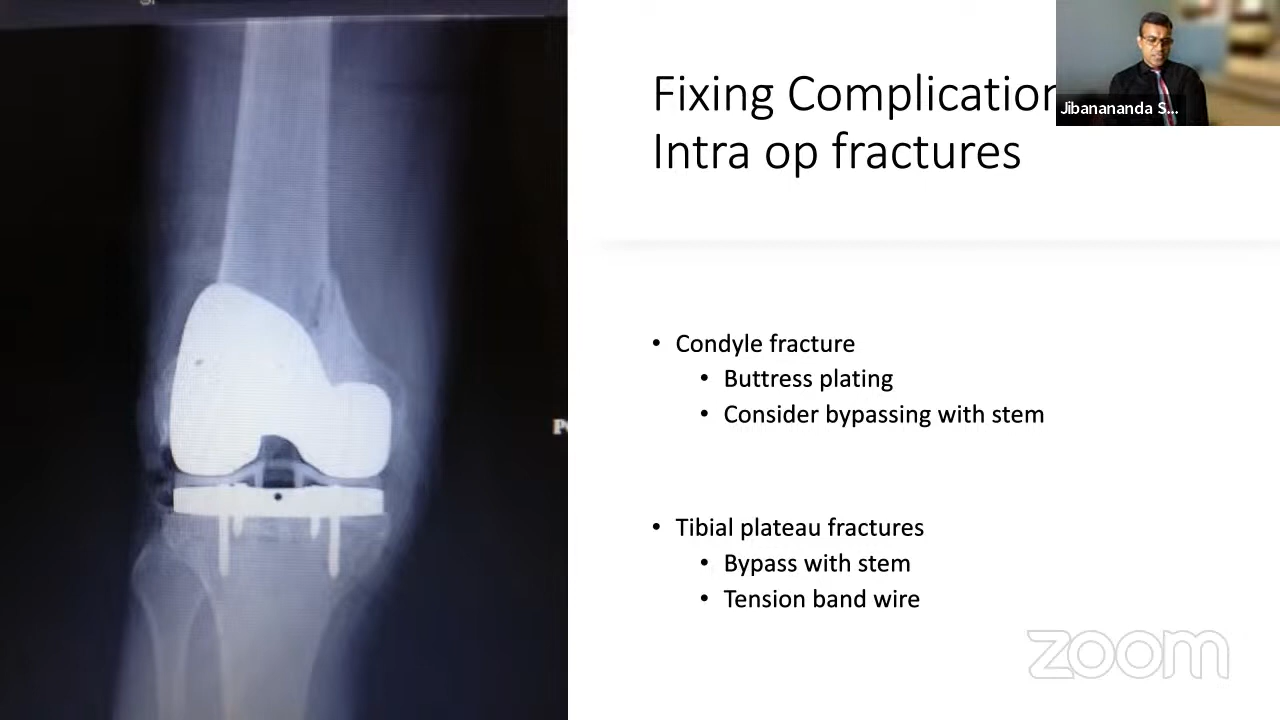 Fixing Complication
Intra op fractures
Jibanananda S...
• Condyle fracture
• Buttress plating
• Consider bypassing with stem
• Tibial plateau fractures
• Bypass with stem
• Tension band wire
zoom